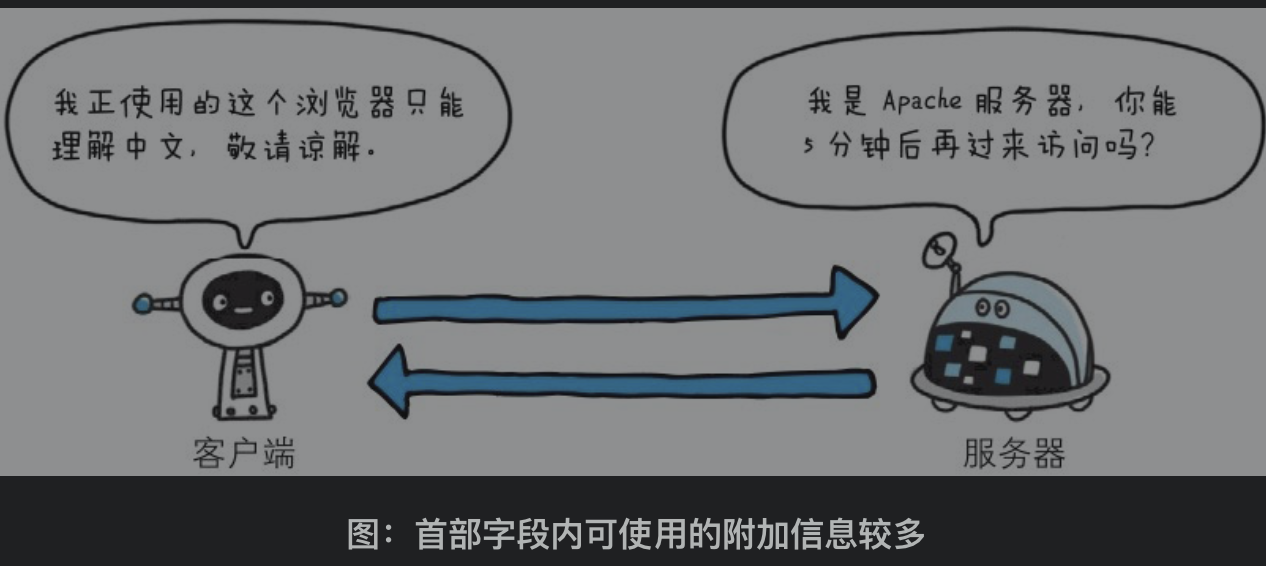 我正使用的这个浏览器只能
理解中文，敬请谅解。
我是 Apache 服务器，你能
5 分钟后再过来访问吗？
客户端
服务器
图：首部字段内可使用的附加信息较多